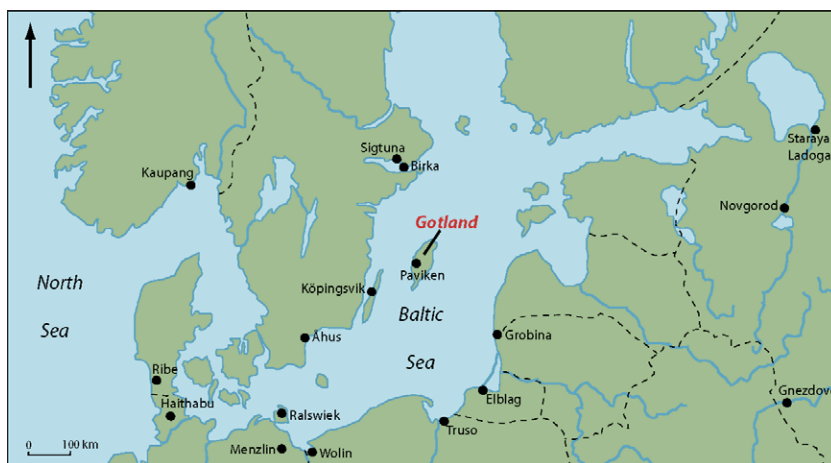 Sigtuna
Birka
Kaupang
Staraya
Ladoga
Novgorod
Gotland
Paviken
North
Sea
Köpingsvik
Baltic
Sea
Åhus
Grobina
Ribe
Haithabu
Ralswiek
Elblag
Gnezdovo
Truso
Menzlin
Wolin
0
100 km